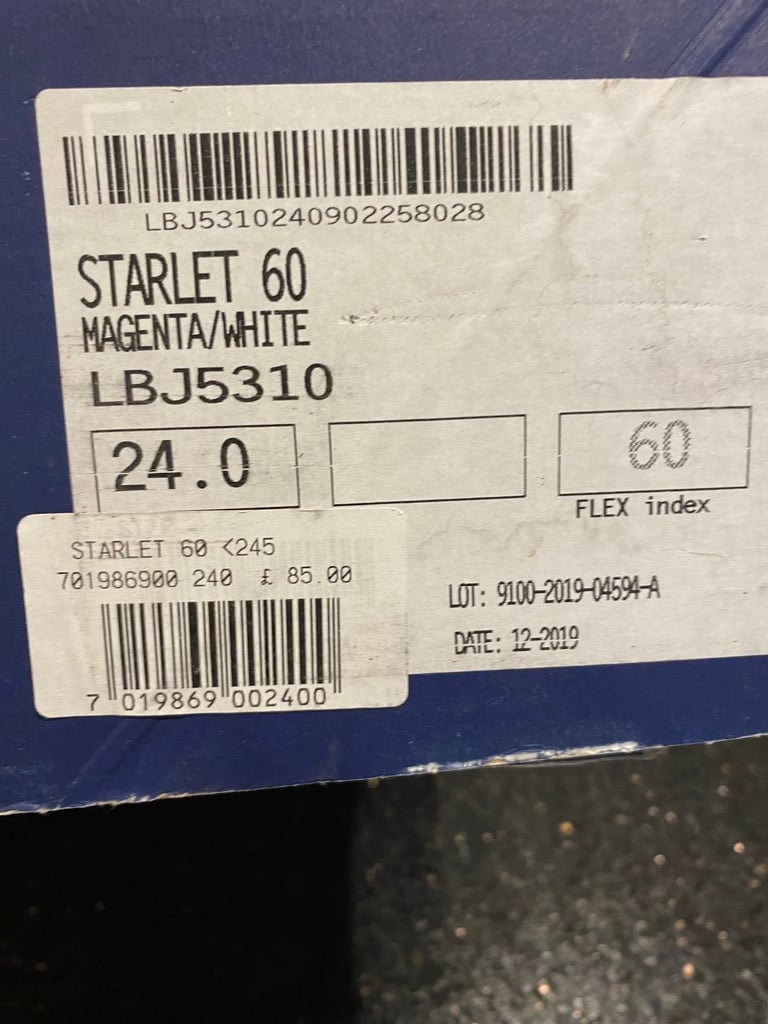 LBJ5310240902258028
STARLET 60
MAGENTA/WHITE
LBJ5310
24.0
60
FLEX index
STARLET 60 <245
701986900 240 £ 85.00
7 019869 002400
LOT: 9100-2019-04594-A
DATE: 12-2019